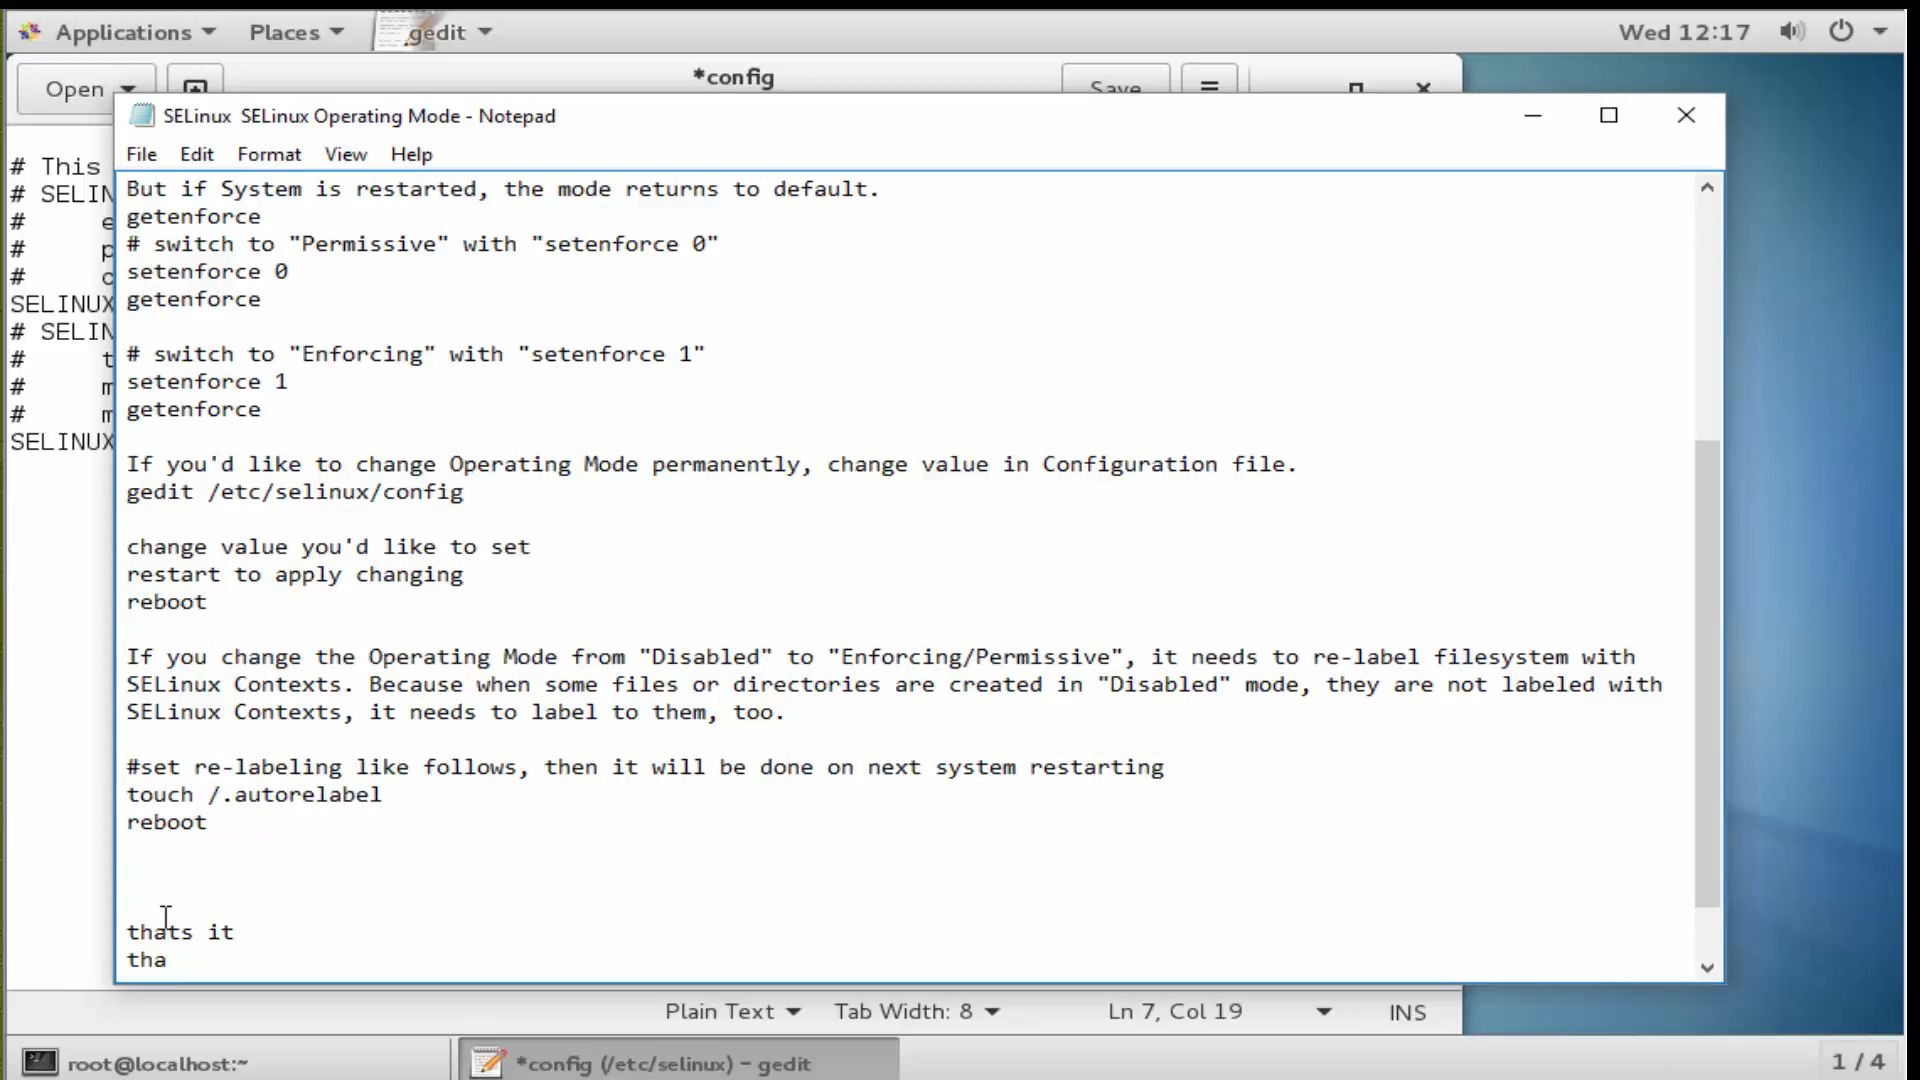 Applications Places gedit Wed 12:17
Open *config Save
SELinux SELinux Operating Mode - Notepad
File Edit Format View Help
# This
# SELIN
# e
# p
#
SELINUX
# SELIN
# t
# m
# m
SELINUX
But if System is restarted, the mode returns to default.
getenforce
# switch to "Permissive" with "setenforce 0"
setenforce 0
getenforce
# switch to "Enforcing" with "setenforce 1"
setenforce 1
getenforce
If you'd like to change Operating Mode permanently, change value in Configuration file.
gedit /etc/selinux/config
change value you'd like to set
restart to apply changing
reboot
If you change the Operating Mode from "Disabled" to "Enforcing/Permissive", it needs to re-label filesystem with
SELinux Contexts. Because when some files or directories are created in "Disabled" mode, they are not labeled with
SELinux Contexts, it needs to label to them, too.
#set re-labeling like follows, then it will be done on next system restarting
touch /.autorelabel
reboot
thats it
tha
Plain Text Tab Width: 8 Ln 7, Col 19 INS
root@localhost:~ *config (/etc/selinux) - gedit 1 / 4